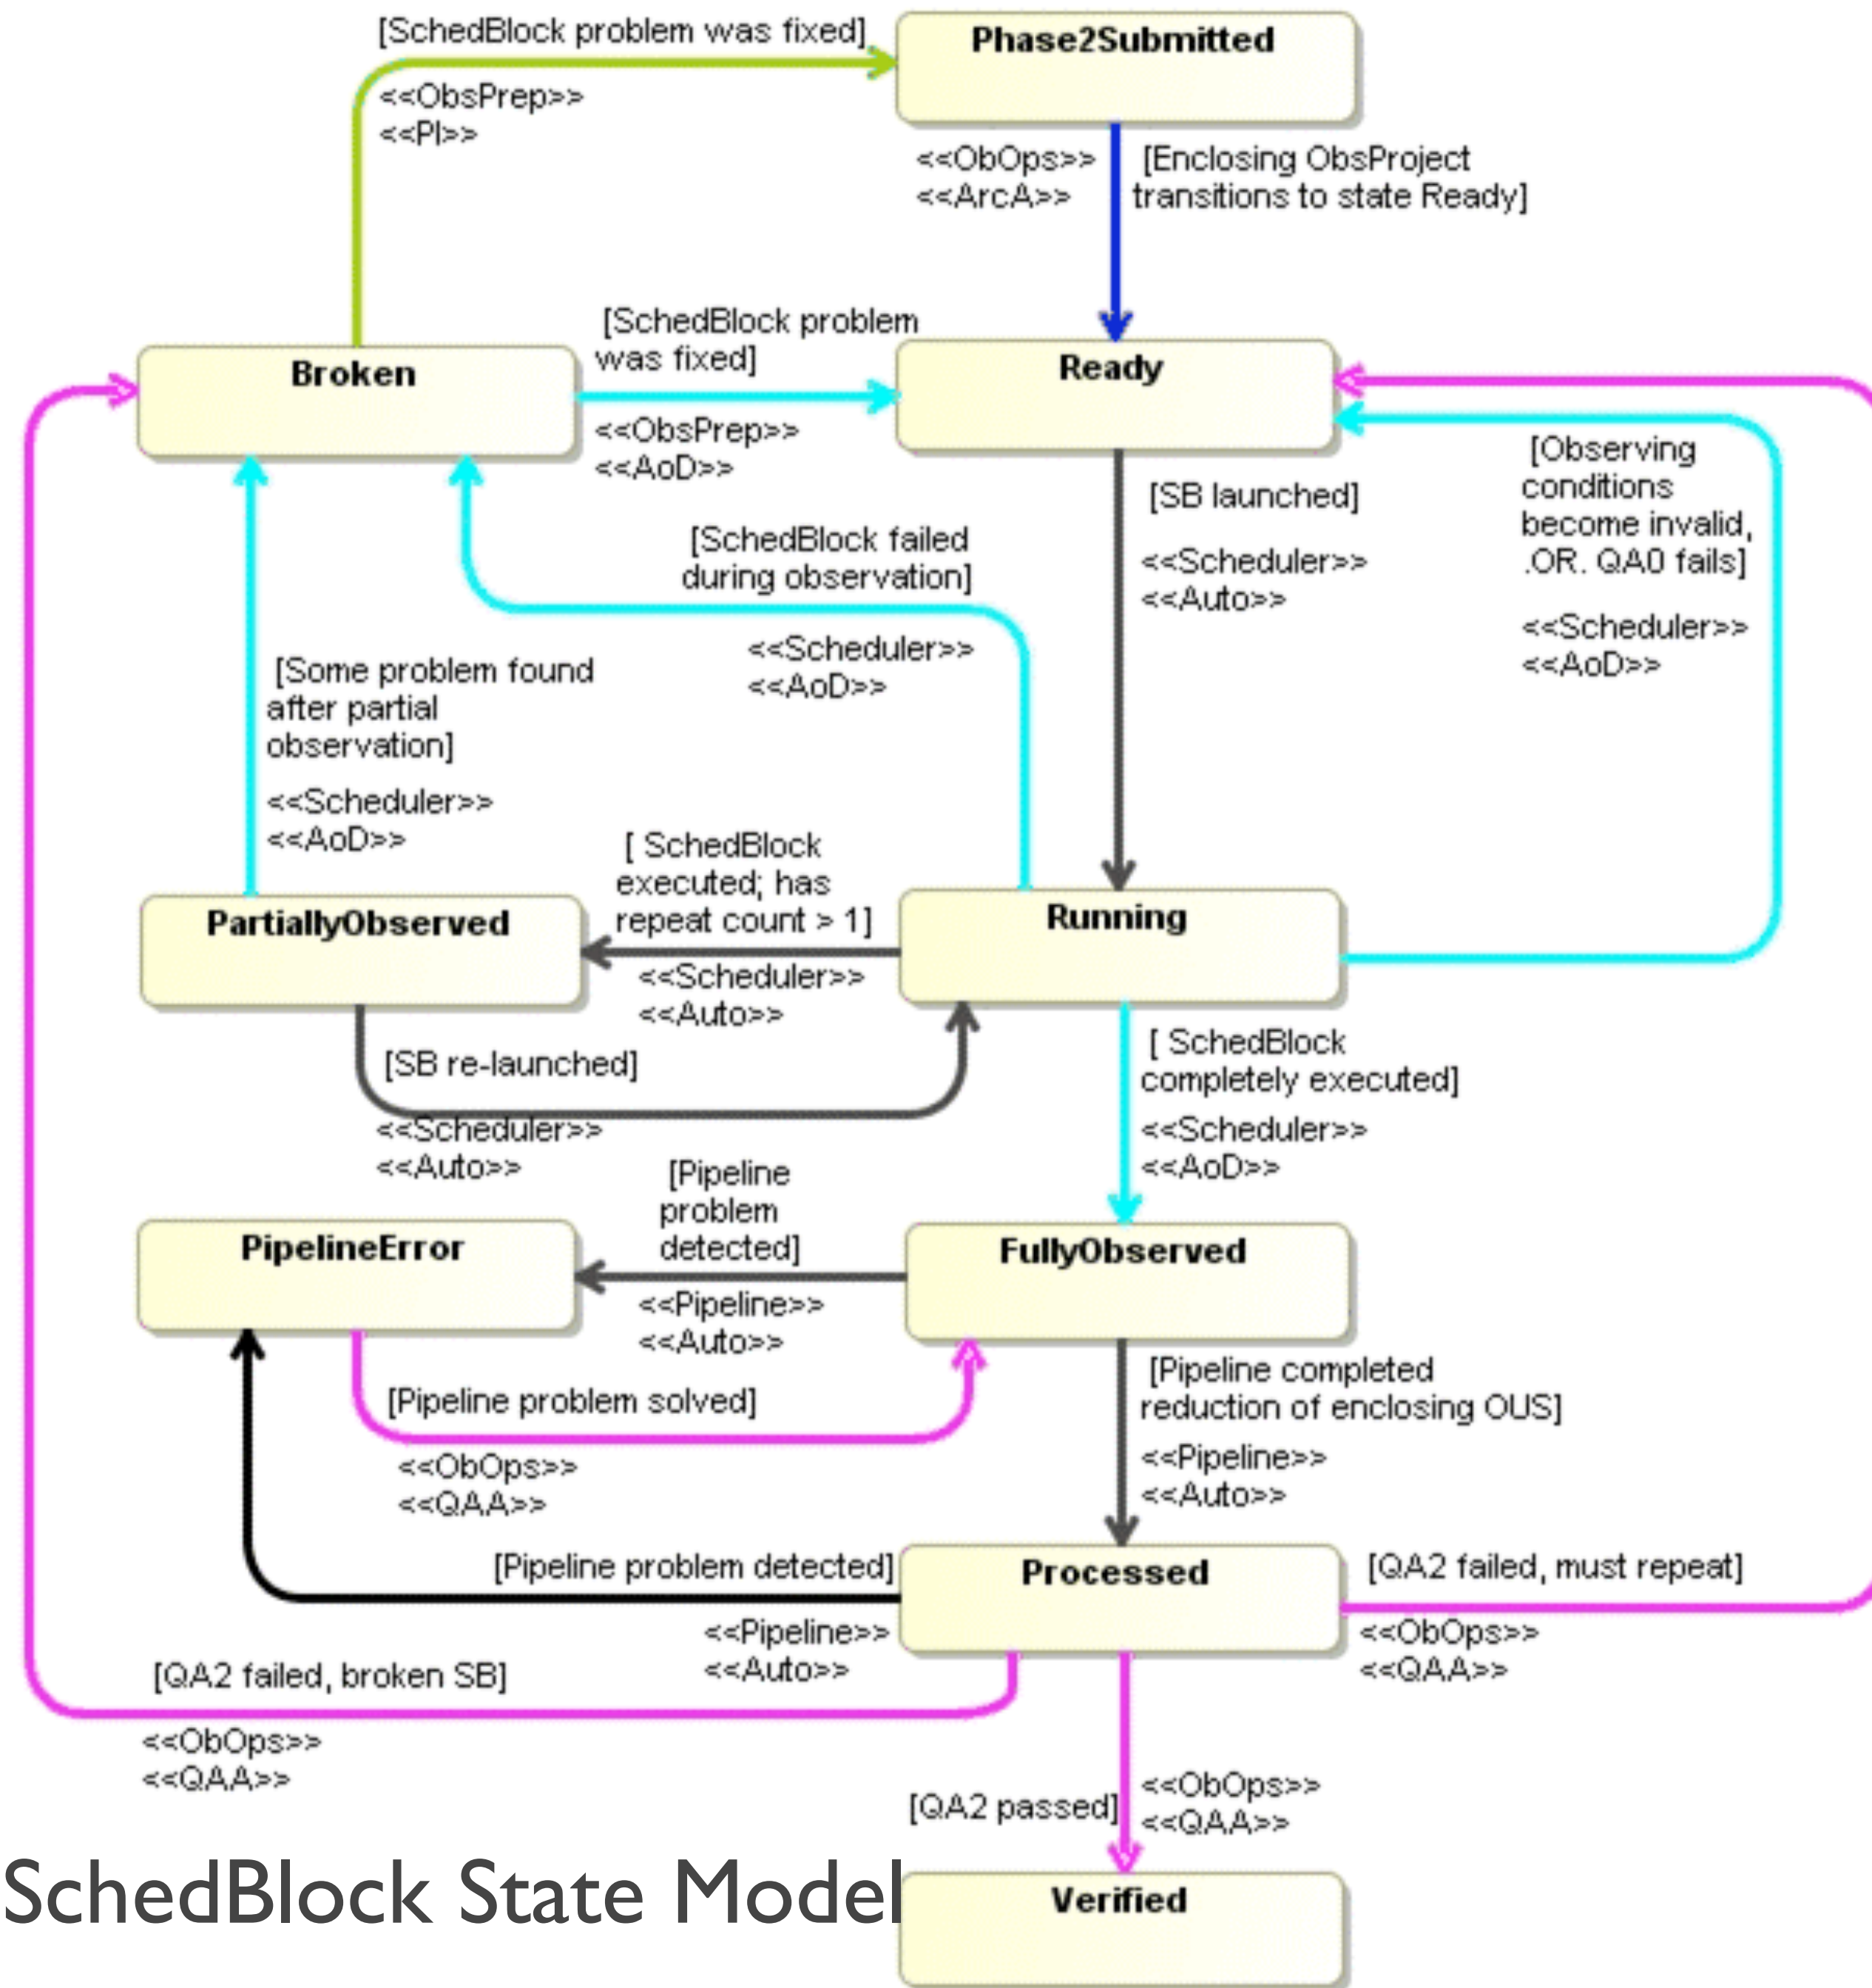 [SchedBlock problem was fixed]
<<ObsPrep>>
<<PI>>
Phase2Submitted
<<ObOps>>
<<ArcA>>
[Enclosing ObsProject
transitions to state Ready]
Broken
[SchedBlock problem
was fixed]
<<ObsPrep>>
<<AoD>>
Ready
[SB launched]
<<Scheduler>>
<<Auto>>
[Observing
conditions
become invalid,
.OR. QA0 fails]
<<Scheduler>>
<<AoD>>
[SchedBlock failed
during observation]
<<Scheduler>>
<<AoD>>
[Some problem found
after partial
observation]
<<Scheduler>>
<<AoD>>
PartiallyObserved
[ SchedBlock
executed; has
repeat count > 1]
<<Scheduler>>
<<Auto>>
Running
[SB re-launched]
<<Scheduler>>
<<Auto>>
[ SchedBlock
completely executed]
<<Scheduler>>
<<AoD>>
PipelineError
[Pipeline
problem
detected]
<<Pipeline>>
<<Auto>>
FullyObserved
[Pipeline problem solved]
<<ObOps>>
<<QAA>>
[Pipeline completed
reduction of enclosing OUS]
<<Pipeline>>
<<Auto>>
[Pipeline problem detected]
<<Pipeline>>
<<Auto>>
Processed
[QA2 failed, must repeat]
<<ObOps>>
<<QAA>>
[QA2 failed, broken SB]
<<ObOps>>
<<QAA>>
[QA2 passed]
<<ObOps>>
<<QAA>>
SchedBlock State Model
Verified